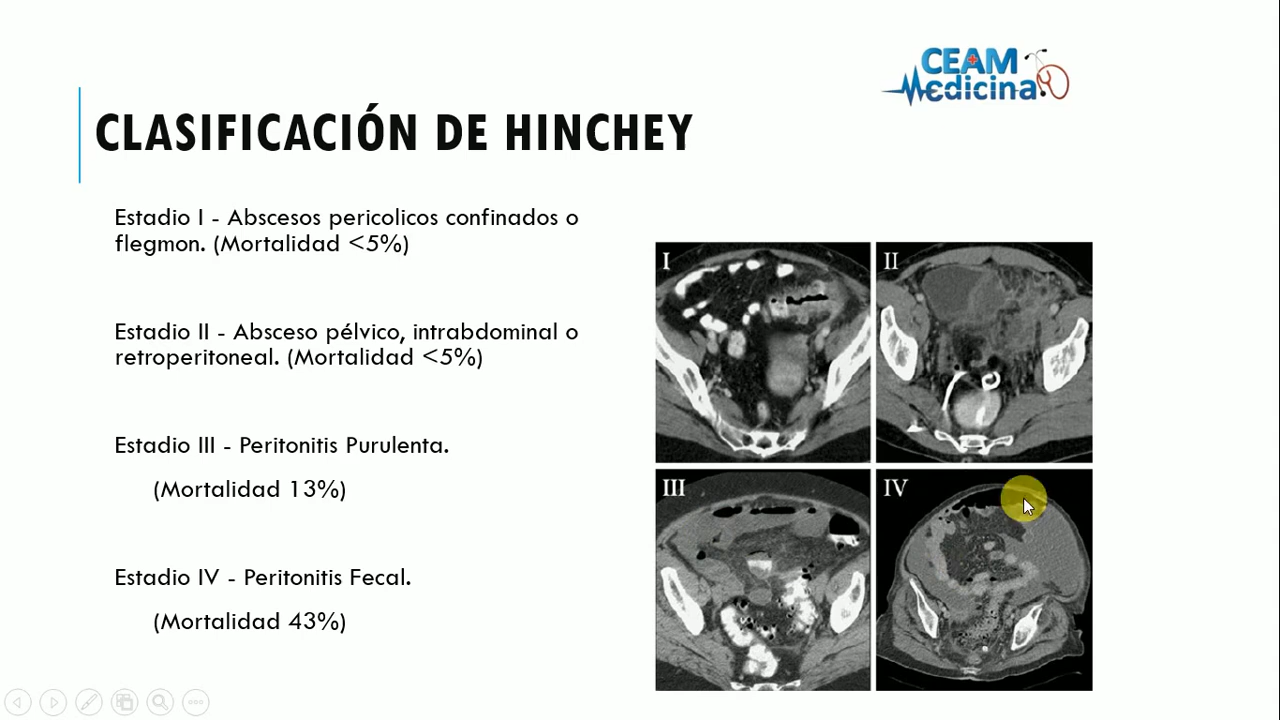 CEAM
Medicina
CLASIFICACIÓN DE HINCHEY
Estadio I - Abscesos pericolicos confinados o
flegmon. (Mortalidad <5%)
Estadio II - Absceso pélvico, intrabdominal o
retroperitoneal. (Mortalidad <5%)
Estadio III - Peritonitis Purulenta.
(Mortalidad 13%)
Estadio IV - Peritonitis Fecal.
(Mortalidad 43%)
I
II
III
IV